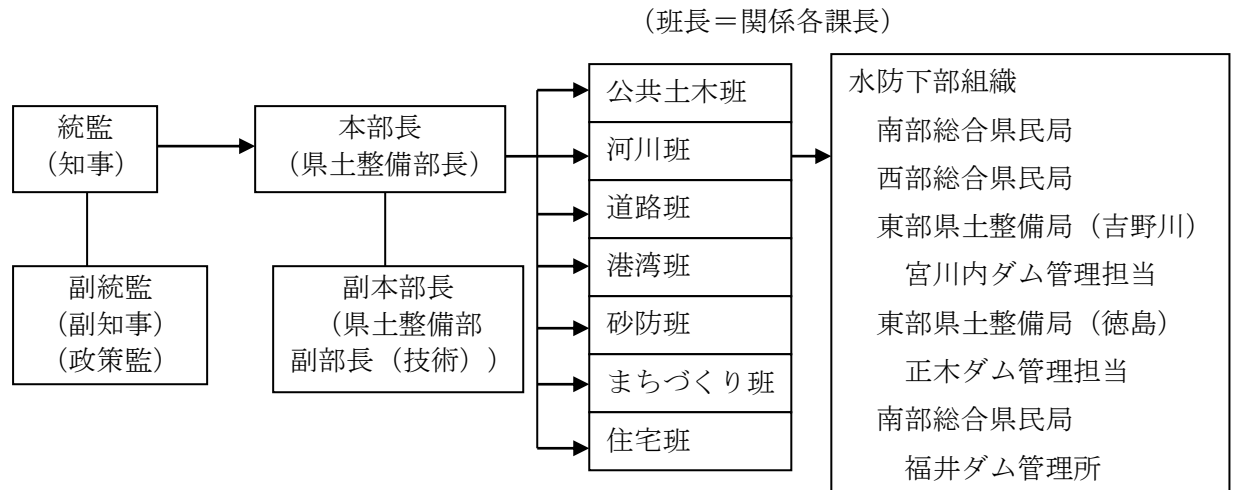 （班長＝関係各課長）
統監
（知事）
副統監
（副知事）
（政策監）
本部長
（県土整備部長）
副本部長
（県土整備部
副部長（技術））
公共土木班
河川班
道路班
港湾班
砂防班
まちづくり班
住宅班
水防下部組織
南部総合県民局
西部総合県民局
東部県土整備局（吉野川）
宮川内ダム管理担当
東部県土整備局（徳島）
正木ダム管理担当
南部総合県民局
福井ダム管理所